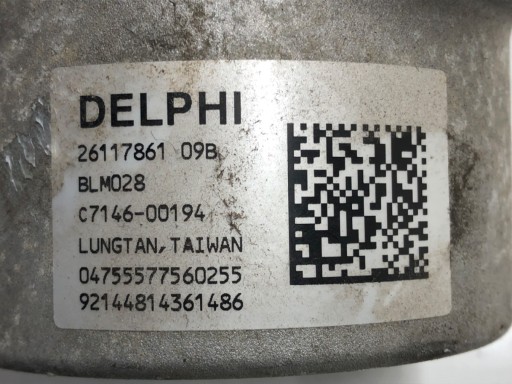 DELPHI
26117861 09B
BLM028
C7146-00194
LUNGTAN, TAIWAN
04755577560255
92144814361486